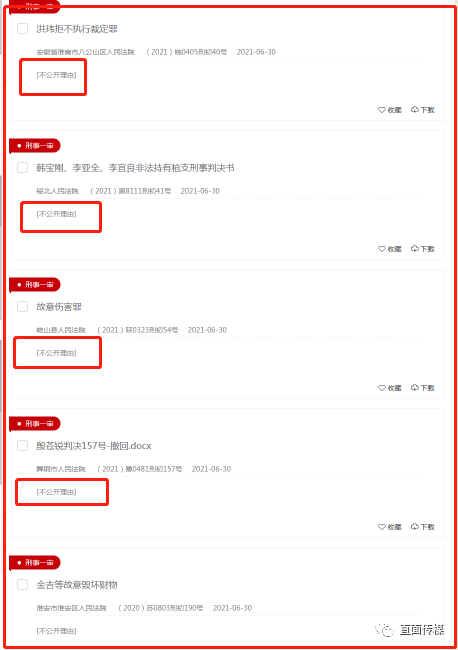 刑事一审
洪玮拒不执行裁定罪
安徽省淮南市八公山区人民法院 （2021）皖0405刑初40号 2021-06-30
[不公开理由]
收藏 下载
刑事一审
韩宝刚、李亚全、李宜良非法持有枪支刑事判决书
绥北人民法院 （2021）黑8111刑初41号 2021-06-30
[不公开理由]
收藏 下载
刑事一审
故意伤害罪
岐山县人民法院 （2021）陕0323刑初54号 2021-06-30
[不公开理由]
收藏 下载
刑事一审
殷苍锐判决157号-撤回.docx
舞钢市人民法院 （2021）豫0481刑初157号 2021-06-30
[不公开理由]
收藏 下载
刑事一审
金吉等故意毁坏财物
淮安市淮安区人民法院 （2020）苏0803刑初190号 2021-06-30
[不公开理由]
直面传媒